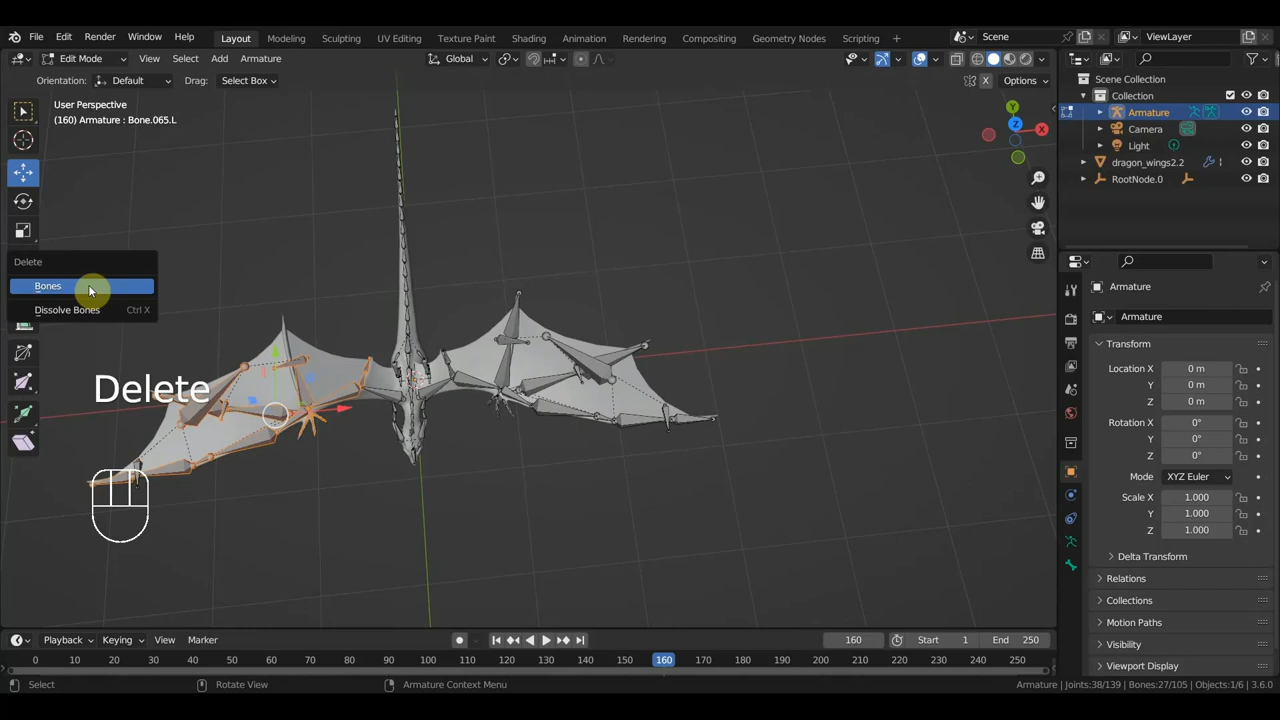 File Edit Render Window Help Layout Modeling Sculpting UV Editing Texture Paint Shading Animation Rendering Compositing Geometry Nodes Scripting Scene ViewLayer
Edit Mode View Select Add Armature Global
Orientation: Default Drag: Select Box X Options
User Perspective
(160) Armature : Bone.065.L
Y
Z
X
Delete
Bones
Dissolve Bones Ctrl X
Delete
Scene Collection
Collection
Armature
Camera
Light
dragon_wings2.2
RootNode.0
Armature
Armature
Transform
Location X 0 m
Y 0 m
Z 0 m
Rotation X 0°
Y 0°
Z 0°
Mode XYZ Euler
Scale X 1.000
Y 1.000
Z 1.000
Delta Transform
Relations
Collections
Motion Paths
Visibility
Viewport Display
Playback Keying View Marker 160 Start 1 End 250
0 10 20 30 40 50 60 70 80 90 100 110 120 130 140 150 160 170 180 190 200 210 220 230 240 250
Select Rotate View Armature Context Menu Armature | Joints:38/139 | Bones:27/105 | Objects:1/6 | 3.6.0